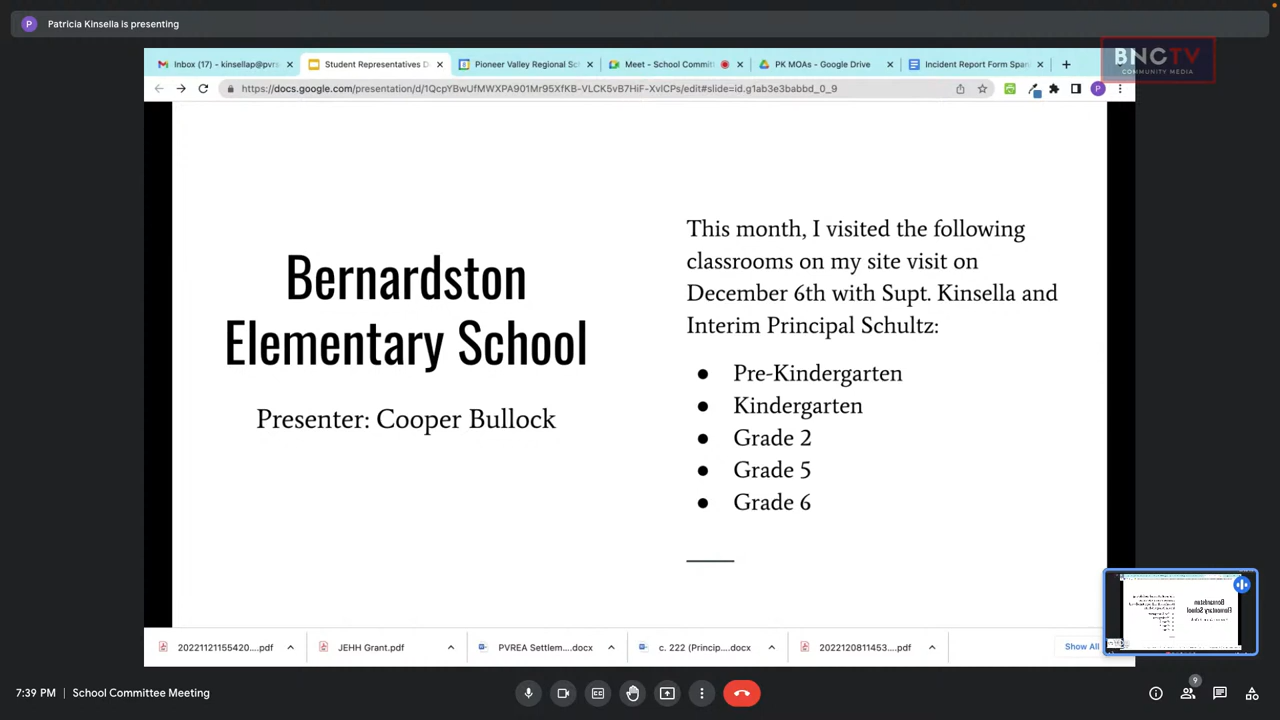 P Patricia Kinsella is presenting
BNCTV
COMMUNITY MEDIA
Inbox (17) - kinsellap@pvrs
Student Representatives D
Pioneer Valley Regional Sc
Meet - School Committ
PK MOAs - Google Drive
Incident Report Form Span
https://docs.google.com/presentation/d/1QcpYBwUfMWXPA901Mr95XfKB-VLCK5vB7HiF-XvlCPs/edit#slide=id.g1ab3e3babbd_0_9
P
Bernardston
Elementary School
Presenter: Cooper Bullock
This month, I visited the following
classrooms on my site visit on
December 6th with Supt. Kinsella and
Interim Principal Schultz:
● Pre-Kindergarten
● Kindergarten
● Grade 2
● Grade 5
● Grade 6
Bernardston
Elementary School
20221121155420....pdf
JEHH Grant.pdf
PVREA Settlem....docx
c. 222 (Princip....docx
2022120811453....pdf
Show All
7:39 PM | School Committee Meeting
9